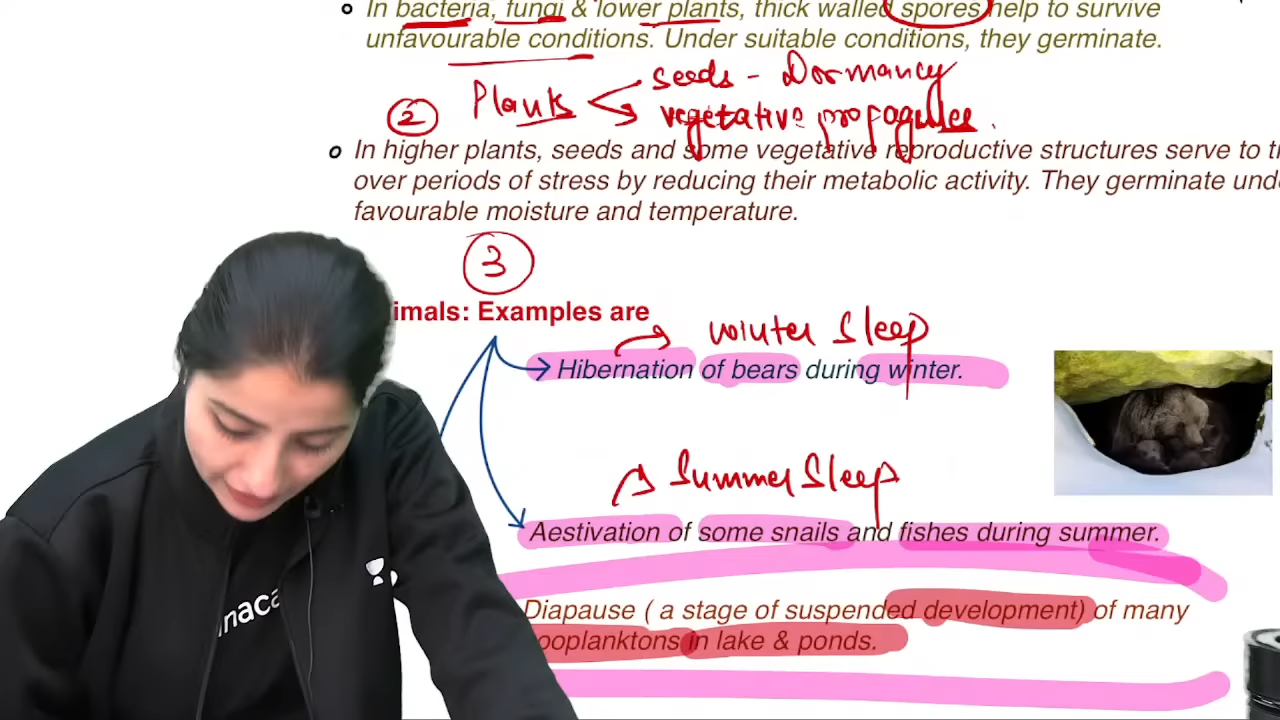 In bacteria, fungi & lower plants, thick walled spores help to survive
unfavourable conditions. Under suitable conditions, they germinate.
② Plants seeds - Dormancy
vegetative propagules.
In higher plants, seeds and some vegetative reproductive structures serve to
over periods of stress by reducing their metabolic activity. They germinate
favourable moisture and temperature.
③
imals: Examples are
winter Sleep
Hibernation of bears during winter.
Summer Sleep
Aestivation of some snails and fishes during summer.
Diapause ( a stage of suspended development) of many
ooplanktons in lake & ponds.
naca